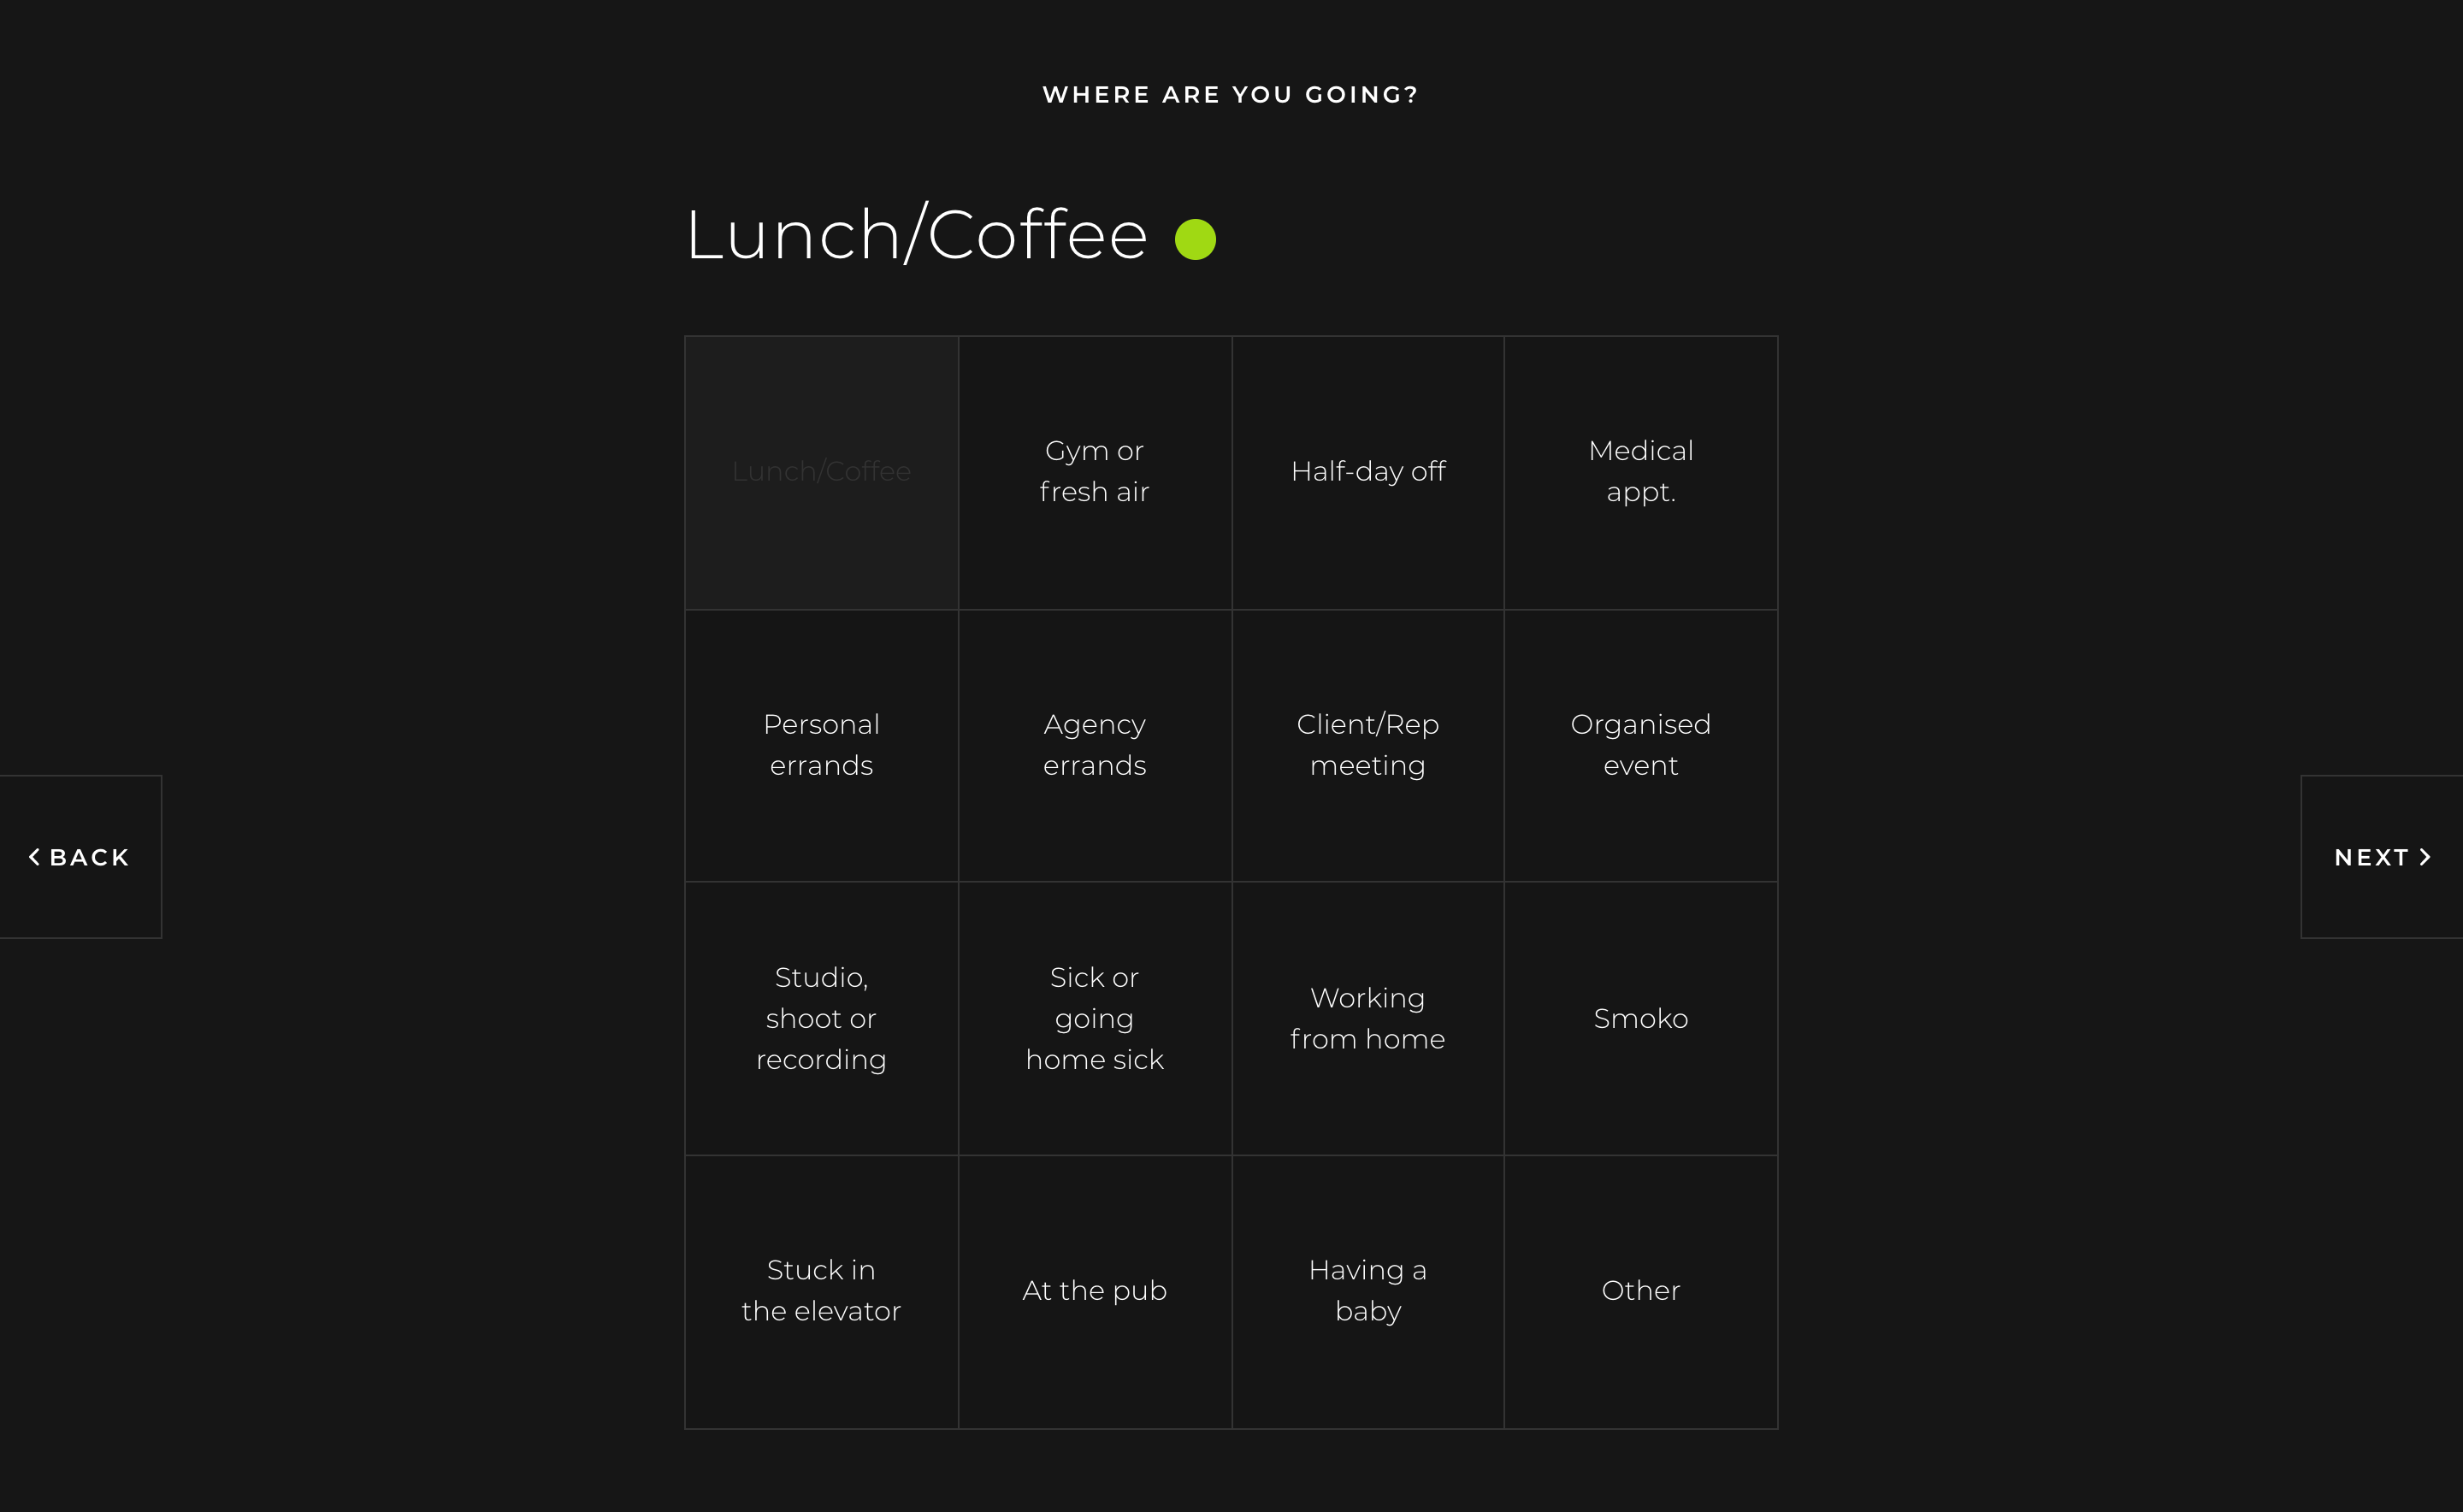 WHERE ARE YOU GOING?
Lunch/Coffee
Lunch/Coffee
Gym or
fresh air
Half-day off
Medical
appt.
Personal
errands
Agency
errands
Client/Rep
meeting
Organised
event
< BACK
NEXT >
Studio,
shoot or
recording
Sick or
going
home sick
Working
from home
Smoko
Stuck in
the elevator
At the pub
Having a
baby
Other